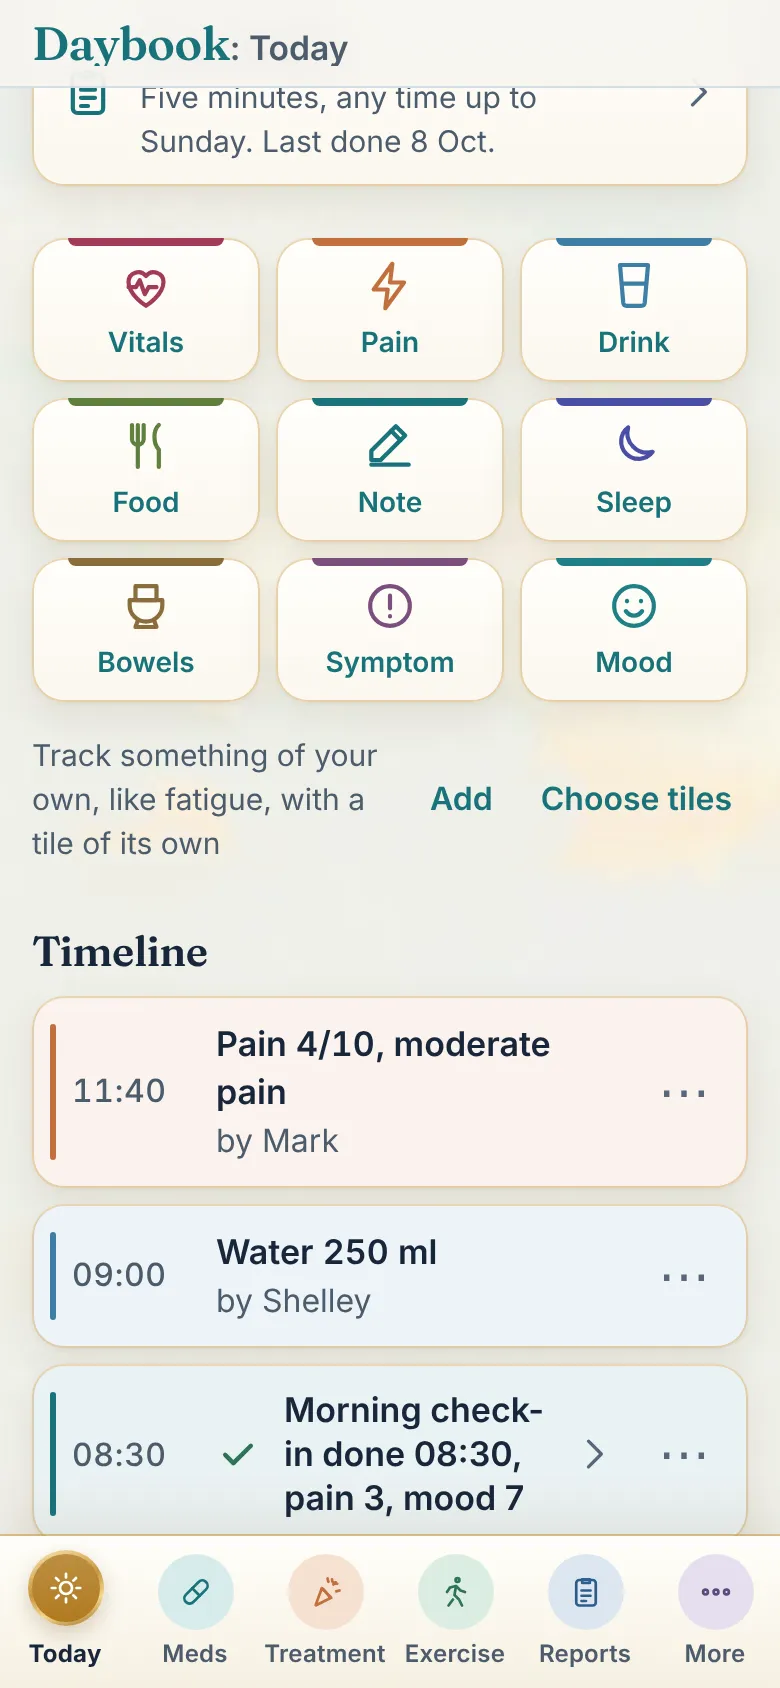 Daybook: Today
Five minutes, any time up to
Sunday. Last done 8 Oct.
Vitals
Pain
Drink
Food
Note
Sleep
Bowels
Symptom
Mood
Track something of your
own, like fatigue, with a
tile of its own
Add
Choose tiles
Timeline
11:40
Pain 4/10, moderate
pain
by Mark
09:00
Water 250 ml
by Shelley
08:30
Morning check-
in done 08:30,
pain 3, mood 7
Today
Meds
Treatment
Exercise
Reports
More